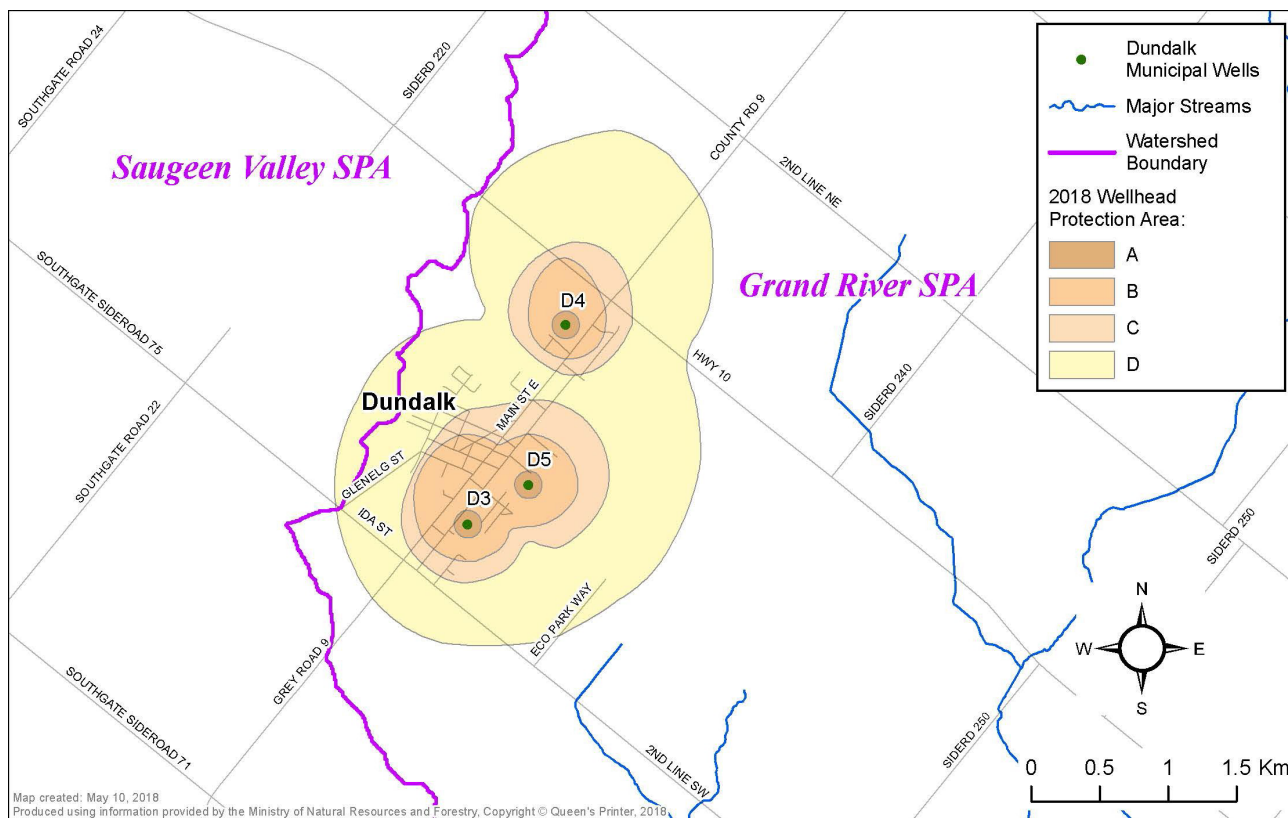 SOUTHGATE ROAD 24
SIDERD 220
COUNTY RD 9
2ND LINE NE
Saugeen Valley SPA
Grand River SPA
SOUTHGATE SIDEROAD 75
D4
HWY 10
SIDERD 240
SOUTHGATE ROAD 22
Dundalk
MAIN ST E
GLENELG ST
D5
D3
IDA ST
SIDERD 250
ECO PARK WAY
GREY ROAD 9
SOUTHGATE SIDEROAD 71
2ND LINE SW
SIDERD 250
Dundalk
Municipal Wells
Major Streams
Watershed
Boundary
2018 Wellhead
Protection Area:
A
B
C
D
N
W
E
S
0 0.5 1 1.5 Km
Map created: May 10, 2018
Produced using information provided by the Ministry of Natural Resources and Forestry, Copyright © Queen's Printer, 2018